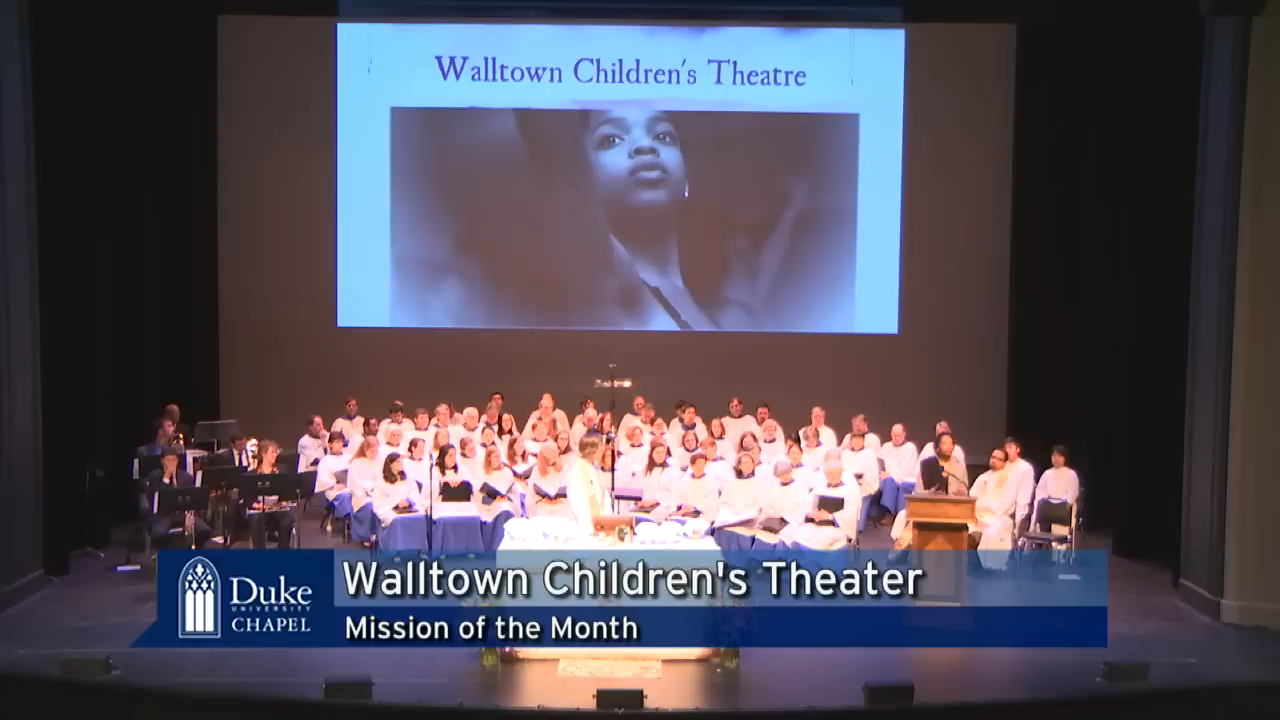 Walltown Children's Theatre
Duke
UNIVERSITY
CHAPEL
Walltown Children's Theater
Mission of the Month